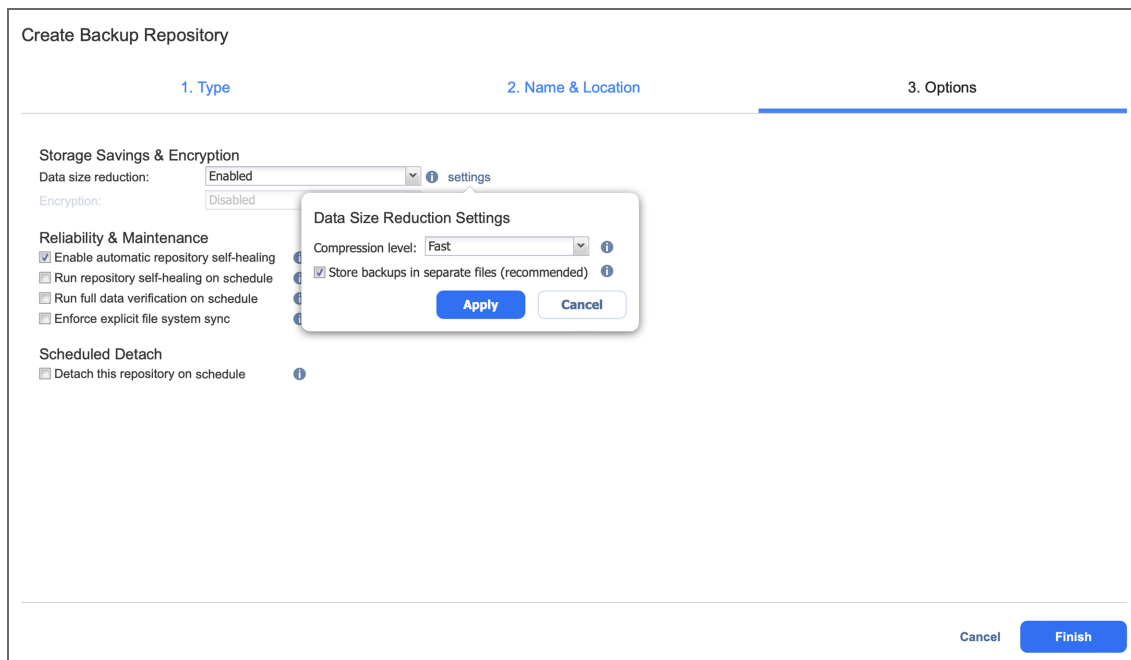 Create Backup Repository
1. Type
2. Name & Location
3. Options
Storage Savings & Encryption
Data size reduction:
Enabled
settings
Encryption:
Disabled
Data Size Reduction Settings
Compression level:
Fast
Store backups in separate files (recommended)
Apply
Cancel
Reliability & Maintenance
Enable automatic repository self-healing
Run repository self-healing on schedule
Run full data verification on schedule
Enforce explicit file system sync
Scheduled Detach
Detach this repository on schedule
Cancel
Finish